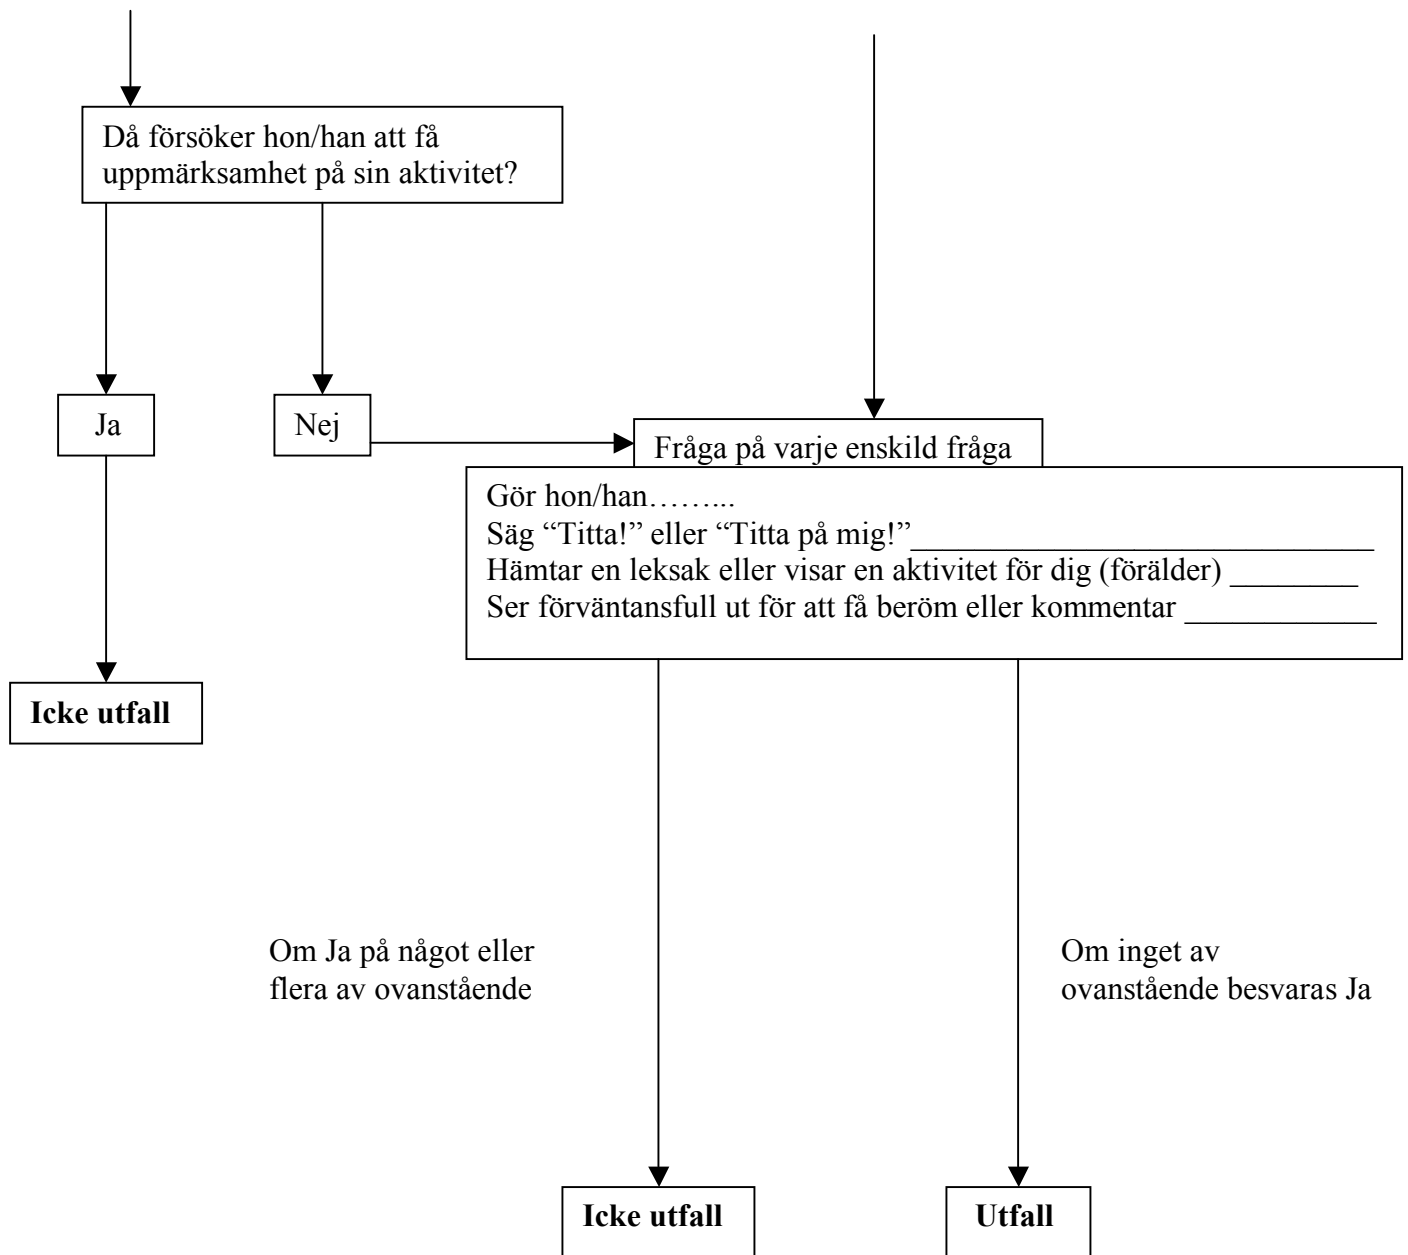 Då försöker hon/han att få
uppmärksamhet på sin aktivitet?
Ja
Nej
Fråga på varje enskild fråga
Gör hon/han……...
Säg “Titta!” eller “Titta på mig!”_____________________________
Hämtar en leksak eller visar en aktivitet för dig (förälder) ________
Ser förväntansfull ut för att få beröm eller kommentar ____________
Icke utfall
Om Ja på något eller
flera av ovanstående
Om inget av
ovanstående besvaras Ja
Icke utfall
Utfall